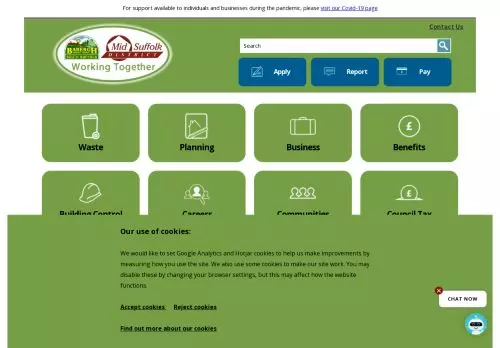 For support available to individuals and businesses during the pandemic, please visit our Covid-19 page
Contact Us
BABERGH
Mid Suffolk
DISTRICT
Working Together
Search
Apply
Report
Pay
Waste
Planning
Business
Benefits
Building Control
Careers
Communities
Council Tax
Our use of cookies:
We would like to set Google Analytics and Hotjar cookies to help us make improvements by
measuring how you use the site. We also use some cookies to make our site work. You may
disable these by changing your browser settings, but this may affect how the website
functions
Accept cookies
Reject cookies
Find out more about our cookies
CHAT NOW